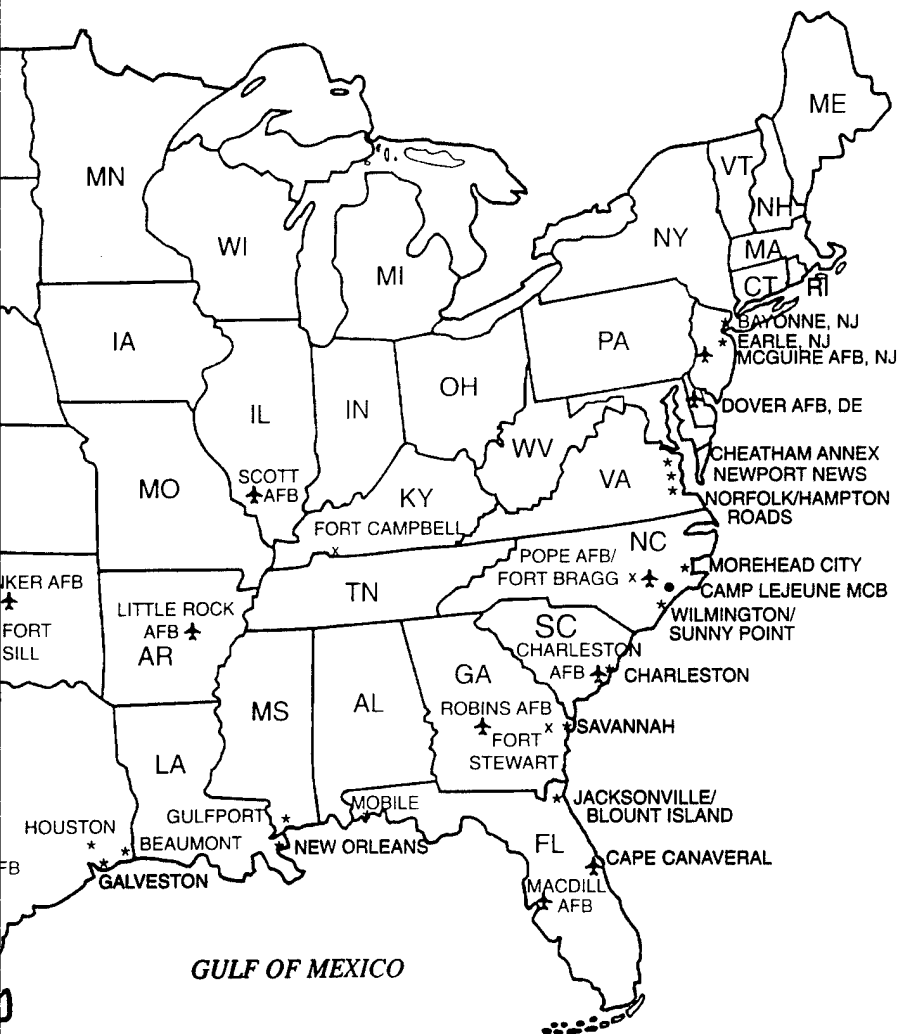 ME
VT
MN
NH
NY
WI
MA
MI
CT
RI
BAYONNE, NJ
IA
PA
EARLE, NJ
MCGUIRE AFB, NJ
OH
IL
IN
DOVER AFB, DE
WV
CHEATHAM ANNEX
SCOTT
AFB
NEWPORT NEWS
MO
VA
KY
NORFOLK/HAMPTON
ROADS
FORT CAMPBELL
NC
POPE AFB/
FORT BRAGG
MOREHEAD CITY
NKER AFB
TN
CAMP LEJEUNE MCB
LITTLE ROCK
AFB
WILMINGTON/
SUNNY POINT
FORT
SILL
AR
SC
CHARLESTON
AFB
CHARLESTON
GA
MS
AL
ROBINS AFB
SAVANNAH
FORT
STEWART
LA
JACKSONVILLE/
BLOUNT ISLAND
MOBILE
GULFPORT
HOUSTON
BEAUMONT
NEW ORLEANS
FL
CAPE CANAVERAL
FB
GALVESTON
MACDILL
AFB
GULF OF MEXICO